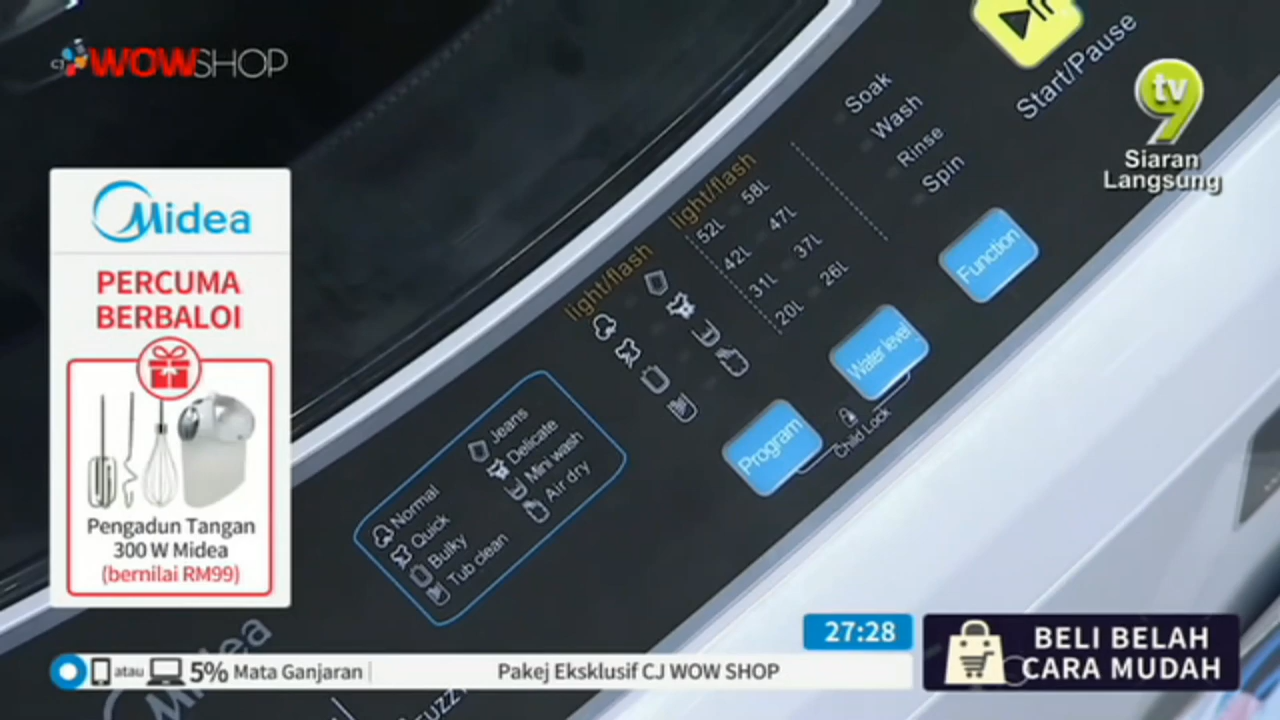 CJ WOWSHOP
tv9
Siaran
Langsung
Midea
PERCUMA
BERBALOI
Pengadun Tangan
300 W Midea
(bernilai RM99)
Start/Pause
Soak
Wash
Rinse
Spin
Function
light/flash
52L 58L
42L 47L
31L 37L
20L 26L
Water level
light/flash
Program
Child Lock
Normal Jeans
Quick Delicate
Bulky Mini wash
Tub clean Air dry
Midea
27:28
BELI BELAH
CARA MUDAH
atau 5% Mata Ganjaran
Pakej Eksklusif CJ WOW SHOP